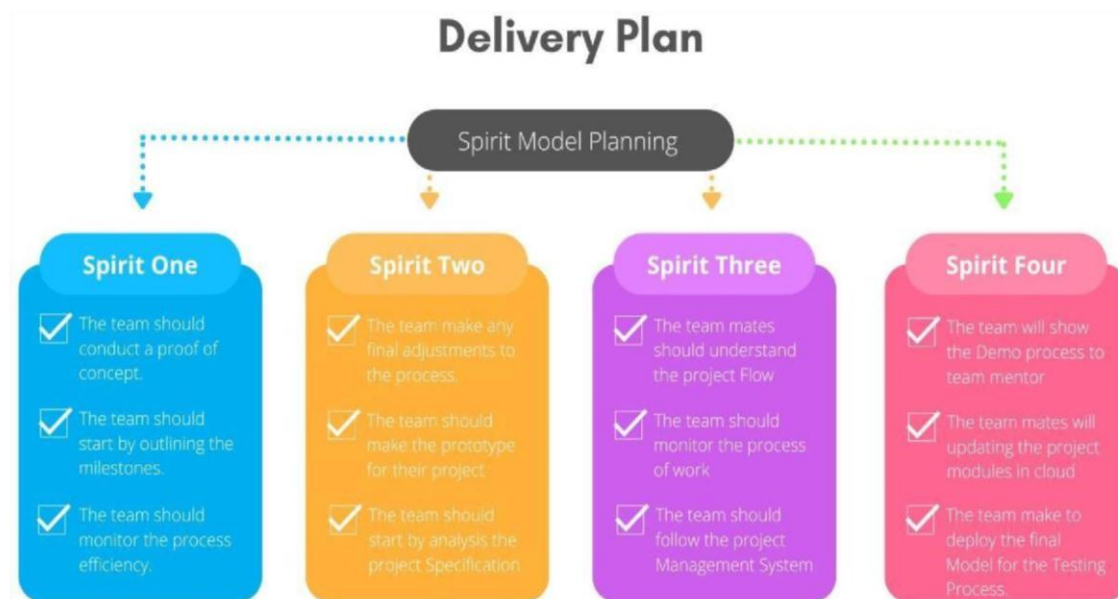 Delivery Plan
Spirit Model Planning
Spirit One
The team should
conduct a proof of
concept.
The team should
start by outlining the
milestones.
The team should
monitor the process
efficiency.
Spirit Two
The team make any
final adjustments to
the process.
The team should
make the prototype
for their project
The team should
start by analysis the
project Specification
Spirit Three
The team mates
should understand
the project Flow
The team should
monitor the process
of work
The team should
follow the project
Management System
Spirit Four
The team will show
the Demo process to
team mentor
The team mates will
updating the project
modules in cloud
The team make to
deploy the final
Model for the Testing
Process.